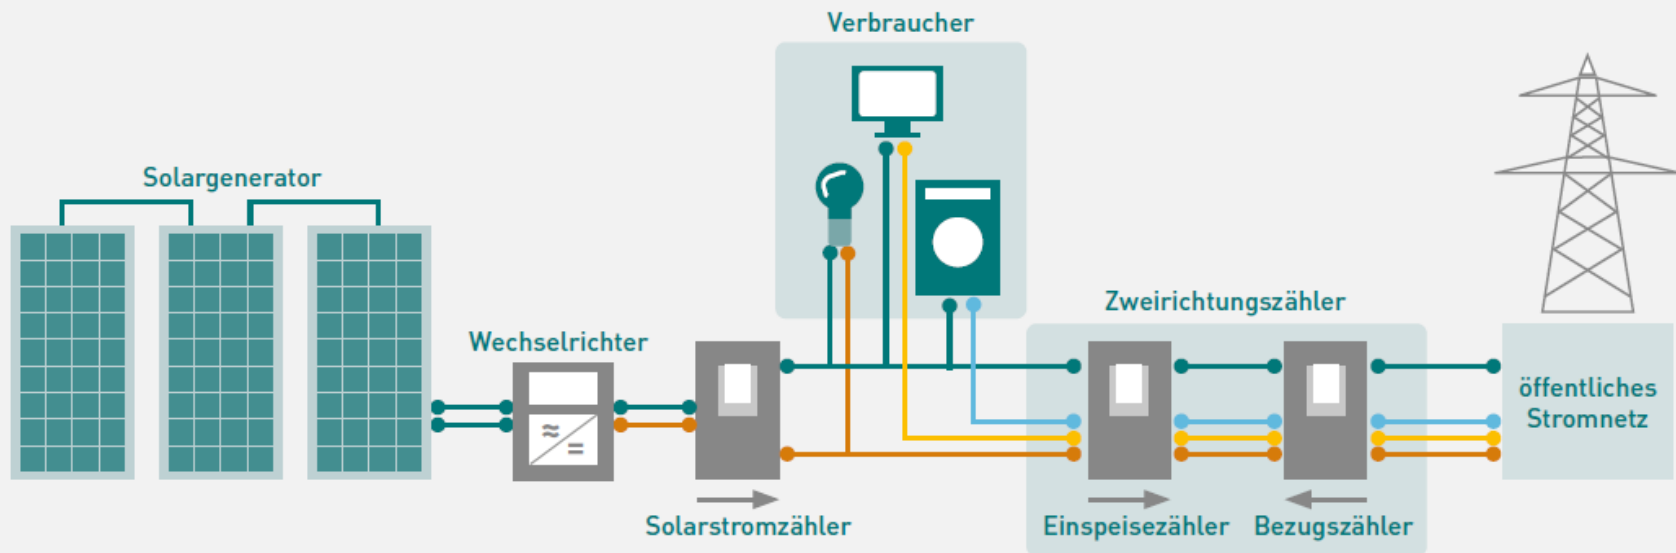 Verbraucher
Solargenerator
Zweirichtungszähler
Wechselrichter
öffentliches
Stromnetz
≈
=
Solarstromzähler
Einspeisezähler
Bezugszähler